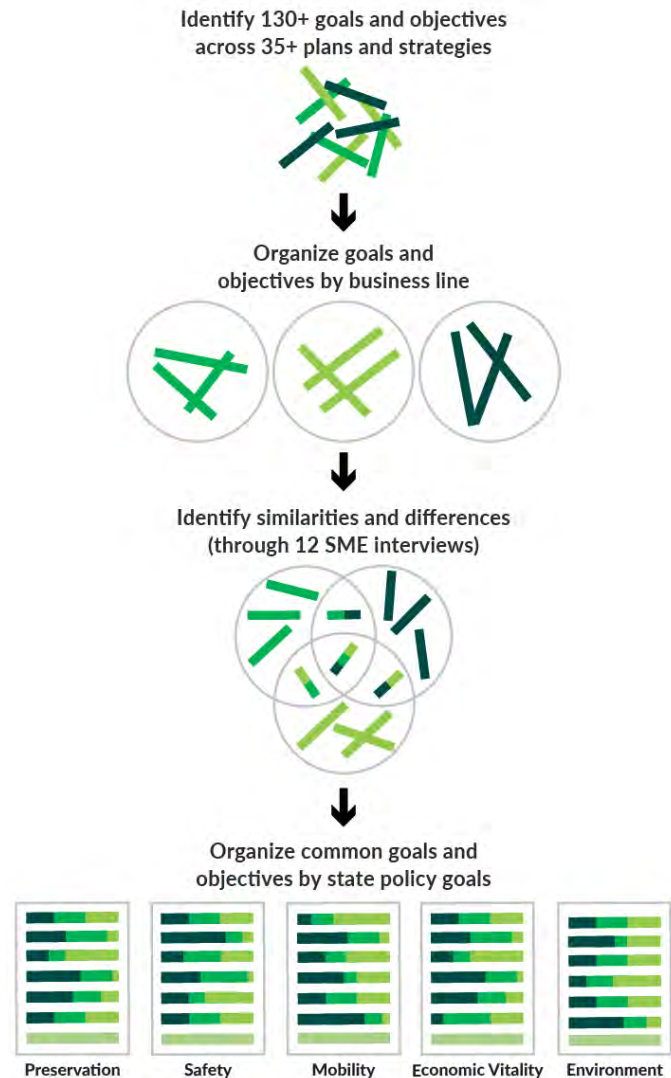 Identify 130+ goals and objectives
across 35+ plans and strategies
Organize goals and
objectives by business line
Identify similarities and differences
(through 12 SME interviews)
Organize common goals and
objectives by state policy goals
Preservation
Safety
Mobility
Economic Vitality
Environment